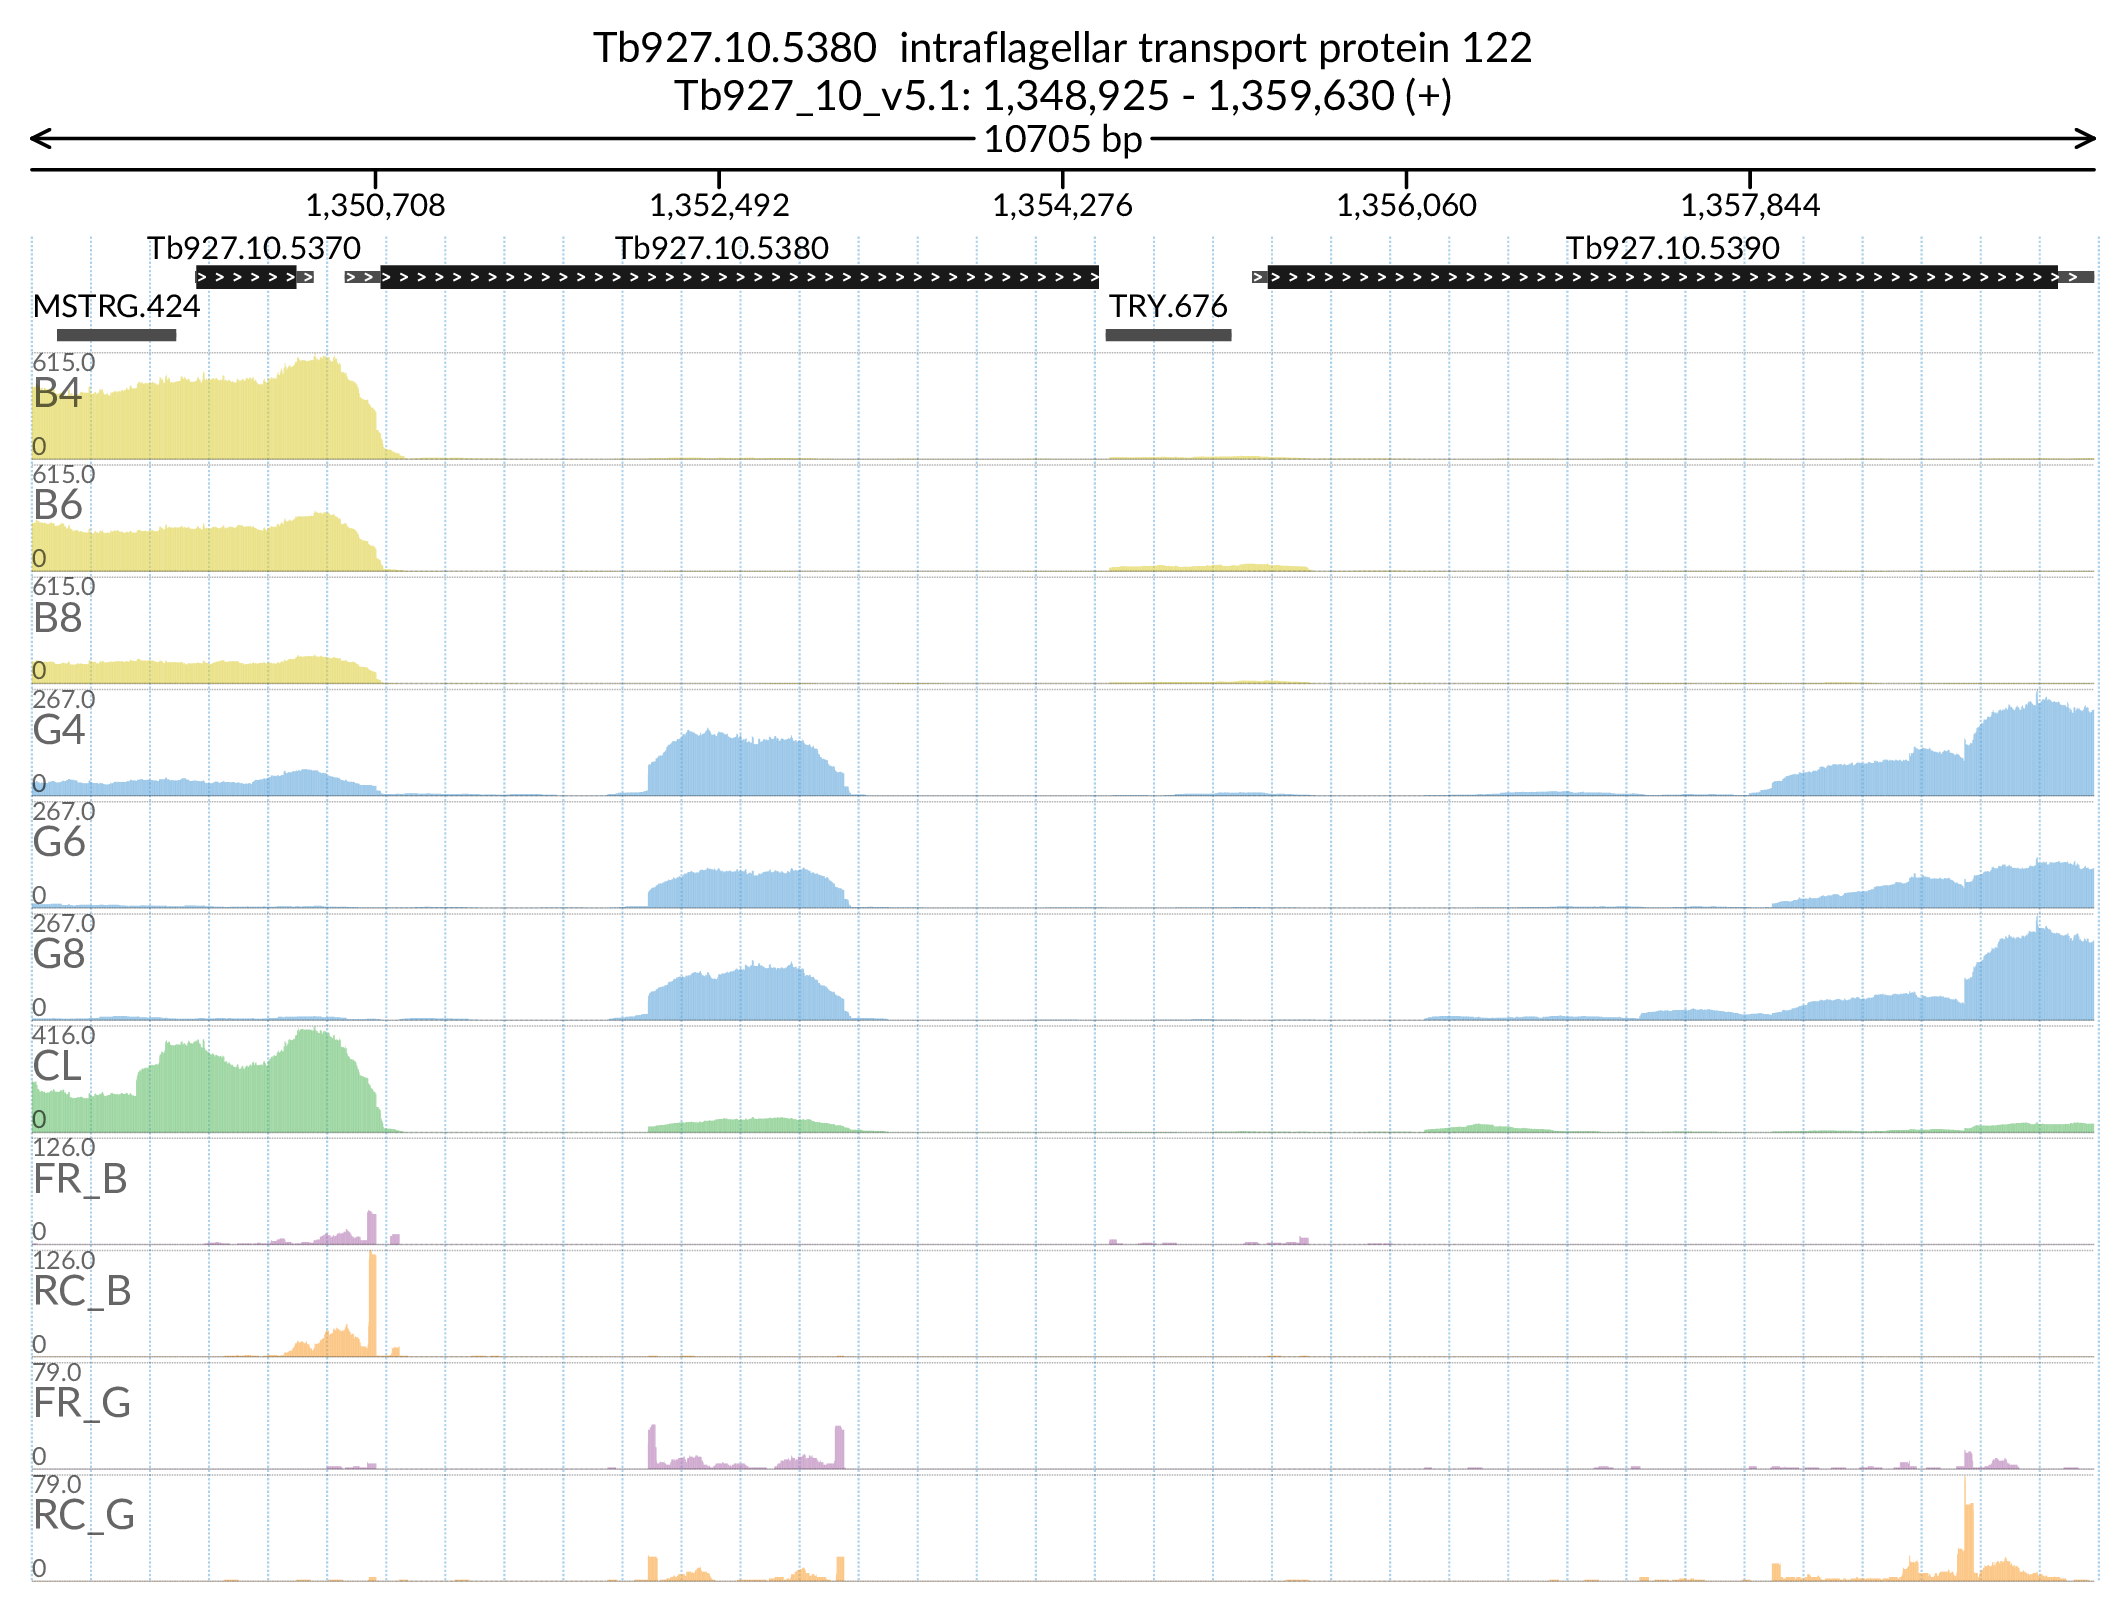 Tb927.10.5380  intraflagellar transport protein 122
Tb927_10_v5.1: 1,348,925 - 1,359,630 (+)
10705 bp
1,350,708 1,352,492 1,354,276 1,356,060 1,357,844
Tb927.10.5370 Tb927.10.5380 Tb927.10.5390
MSTRG.424 TRY.676
615.0
B4
0
615.0
B6
0
615.0
B8
0
267.0
G4
0
267.0
G6
0
267.0
G8
0
416.0
CL
0
126.0
FR_B
0
126.0
RC_B
0
79.0
FR_G
0
79.0
RC_G
0